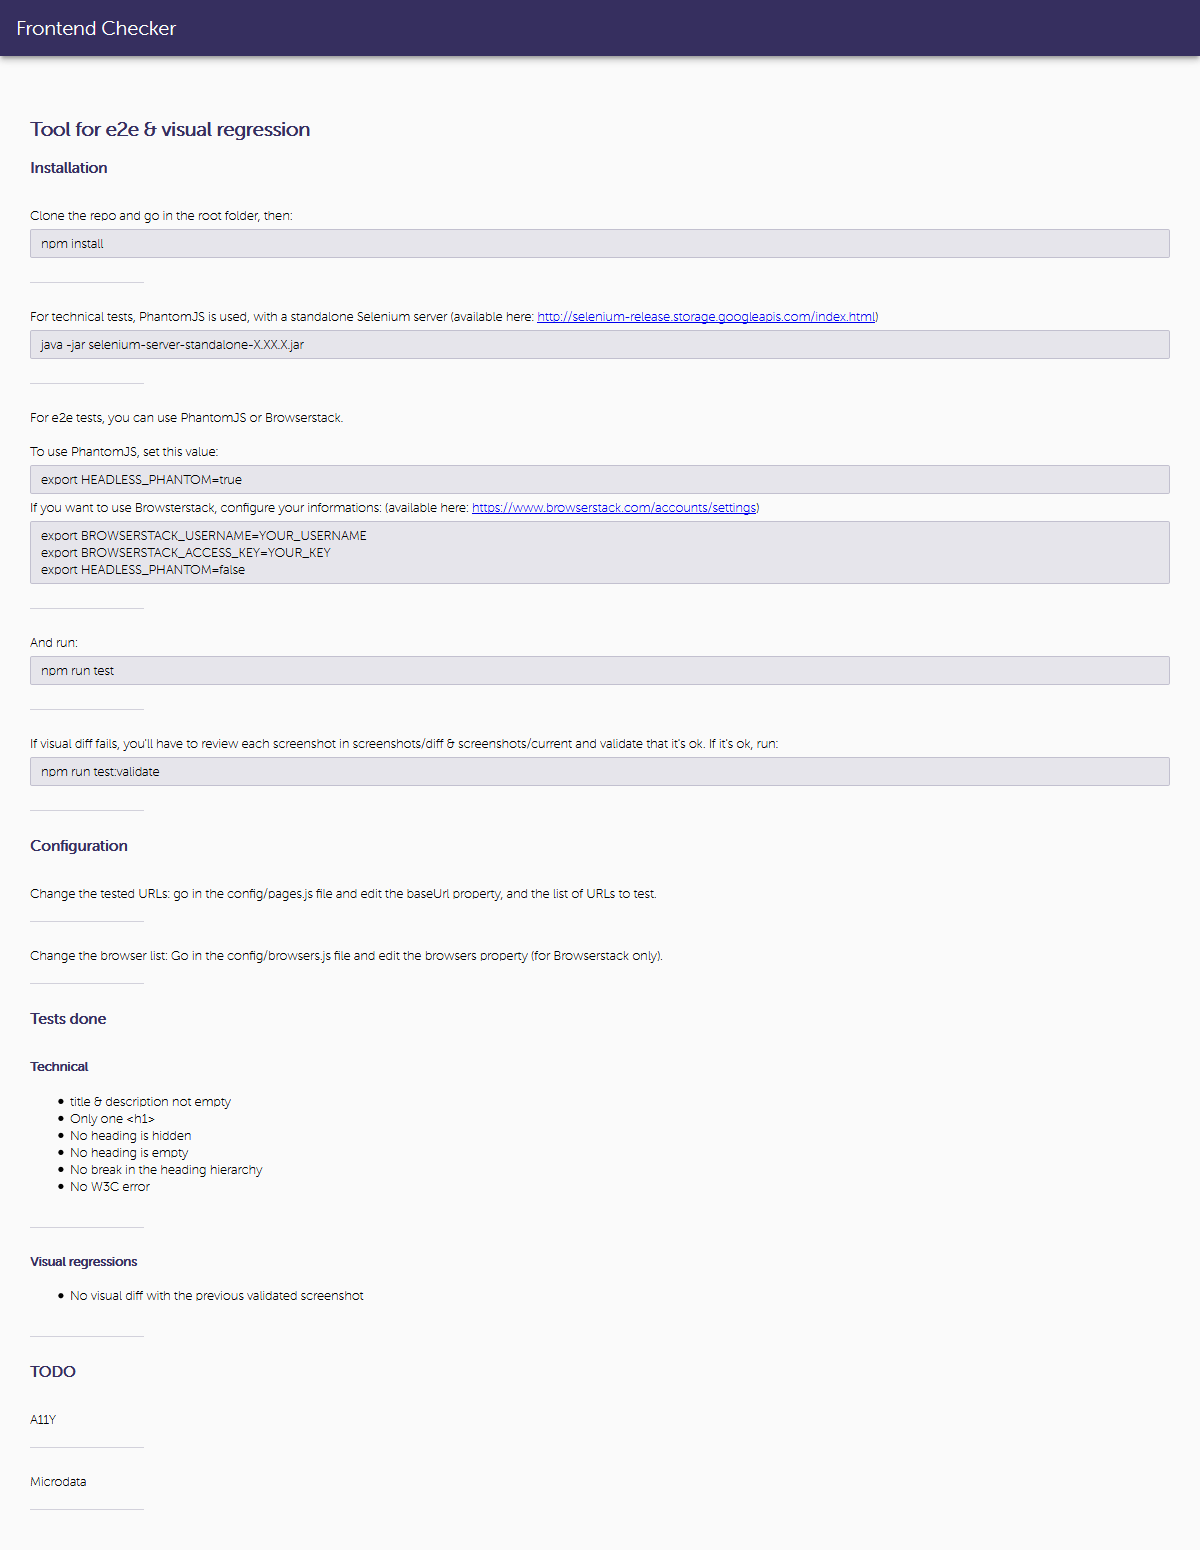 Frontend Checker
Tool for e2e & visual regression
Installation
Clone the repo and go in the root folder, then:
npm install
For technical tests, PhantomJS is used, with a standalone Selenium server (available here: http://selenium-release.storage.googleapis.com/index.html)
java -jar selenium-server-standalone-X.XX.X.jar
For e2e tests, you can use PhantomJS or Browserstack.
To use PhantomJS, set this value:
export HEADLESS_PHANTOM=true
If you want to use Browsterstack, configure your informations: (available here: https://www.browserstack.com/accounts/settings)
export BROWSERSTACK_USERNAME=YOUR_USERNAME
export BROWSERSTACK_ACCESS_KEY=YOUR_KEY
export HEADLESS_PHANTOM=false
And run:
npm run test
If visual diff fails, you'll have to review each screenshot in screenshots/diff & screenshots/current and validate that it's ok. If it's ok, run:
npm run test:validate
Configuration
Change the tested URLs: go in the config/pages.js file and edit the baseUrl property, and the list of URLs to test.
Change the browser list: Go in the config/browsers.js file and edit the browsers property (for Browserstack only).
Tests done
Technical
• title & description not empty
• Only one <h1>
• No heading is hidden
• No heading is empty
• No break in the heading hierarchy
• No W3C error
Visual regressions
• No visual diff with the previous validated screenshot
TODO
A11Y
Microdata